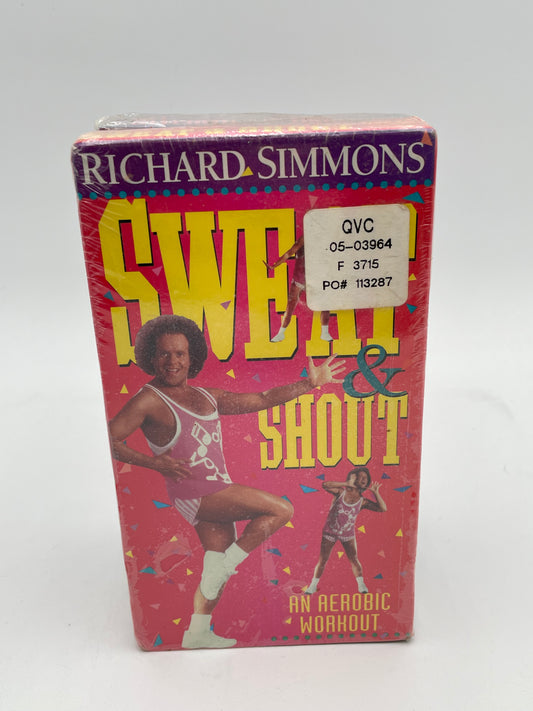 RICHARD SIMMONS
SWEAT
QVC
05-03964
F 3715
PO# 113287
&
SHOUT
AN AEROBIC
WORKOUT